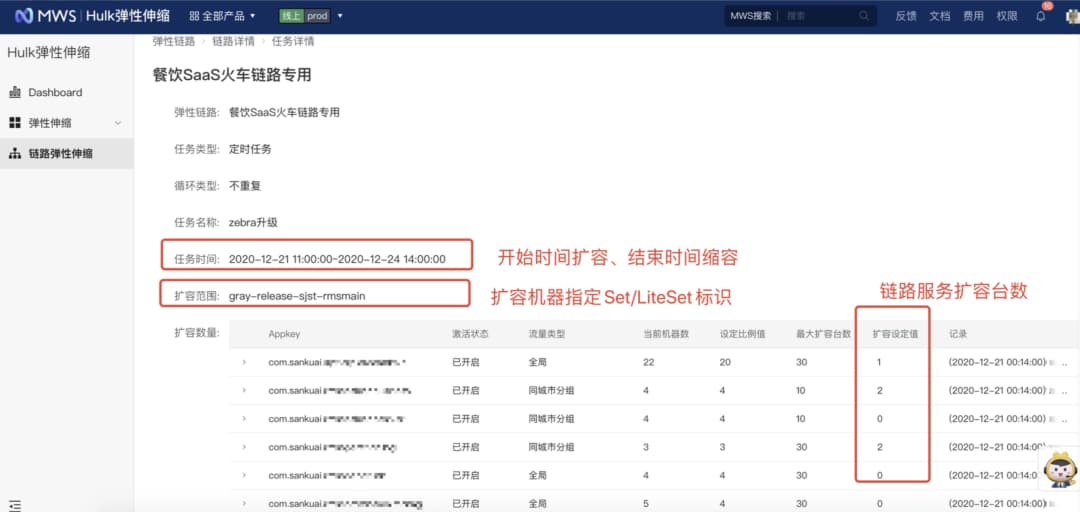 MWS Hulk弹性伸缩 全部产品 线上 prod MWS搜索 搜索 反馈 文档 费用 权限
Hulk弹性伸缩
Dashboard
弹性伸缩
链路弹性伸缩
弹性链路 › 链路详情 › 任务详情
餐饮SaaS火车链路专用
弹性链路: 餐饮SaaS火车链路专用
任务类型: 定时任务
循环类型: 不重复
任务名称: zebra升级
任务时间: 2020-12-21 11:00:00~2020-12-24 14:00:00
开始时间扩容、结束时间缩容
扩容范围: gray-release-sjst-rmsmain
扩容机器指定Set/LiteSet标识
链路服务扩容台数
扩容数量: Appkey 激活状态 流量类型 当前机器数 设定比例值 最大扩容台数 扩容设定值 记录
com.sankuai 已开启 全局 22 20 30 1 (2020-12-21 00:14:00) ..
com.sankuai 已开启 同城市分组 4 4 10 2 (2020-12-21 00:14:00) ..
com.sankuai 已开启 同城市分组 4 4 10 0 (2020-12-21 00:14:00) ..
com.sankuai 已开启 同城市分组 3 3 30 2 (2020-12-21 00:14:00)
com.sankuai 已开启 全局 4 4 30 0 (2020-12-21 00:14:0
com.sankuai 已开启 全局 5 4 30 0 (2020-12-21 00:14:00)